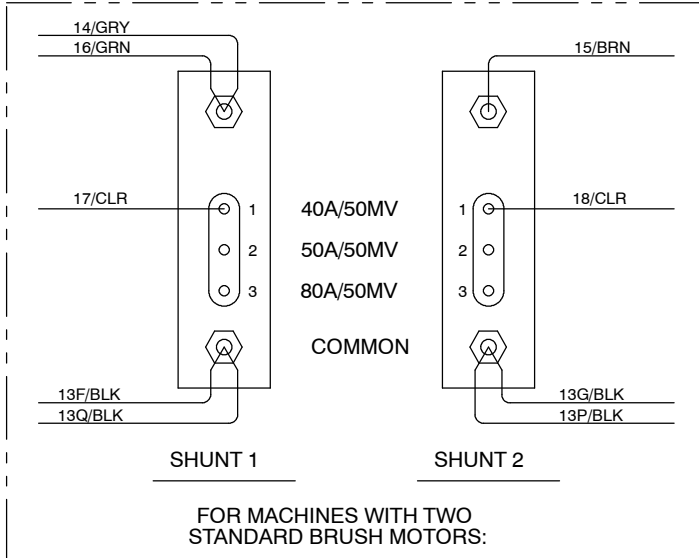 14/GRY
16/GRN
15/BRN
17/CLR
1 40A/50MV 1
18/CLR
2 50A/50MV 2
3 80A/50MV 3
COMMON
13F/BLK
13G/BLK
13Q/BLK
13P/BLK
SHUNT 1
SHUNT 2
FOR MACHINES WITH TWO
STANDARD BRUSH MOTORS: